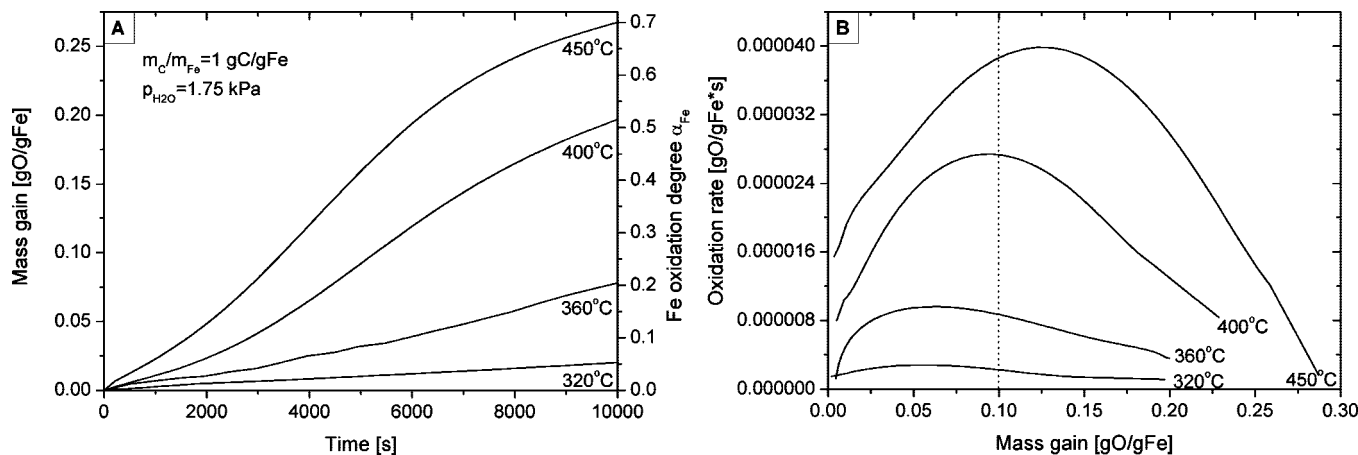 A
m_C/m_Fe=1 gC/gFe
p_H2O=1.75 kPa
450°C
400°C
360°C
320°C
0.25
0.20
0.15
0.10
0.05
0.00
Mass gain [gO/gFe]
0.7
0.6
0.5
0.4
0.3
0.2
0.1
0.0
Fe oxidation degree α_Fe
0
2000
4000
6000
8000
10000
Time [s]
B
0.000040
0.000032
0.000024
0.000016
0.000008
0.000000
Oxidation rate [gO/gFe*s]
400°C
360°C
320°C
450°C
0.00
0.05
0.10
0.15
0.20
0.25
0.30
Mass gain [gO/gFe]